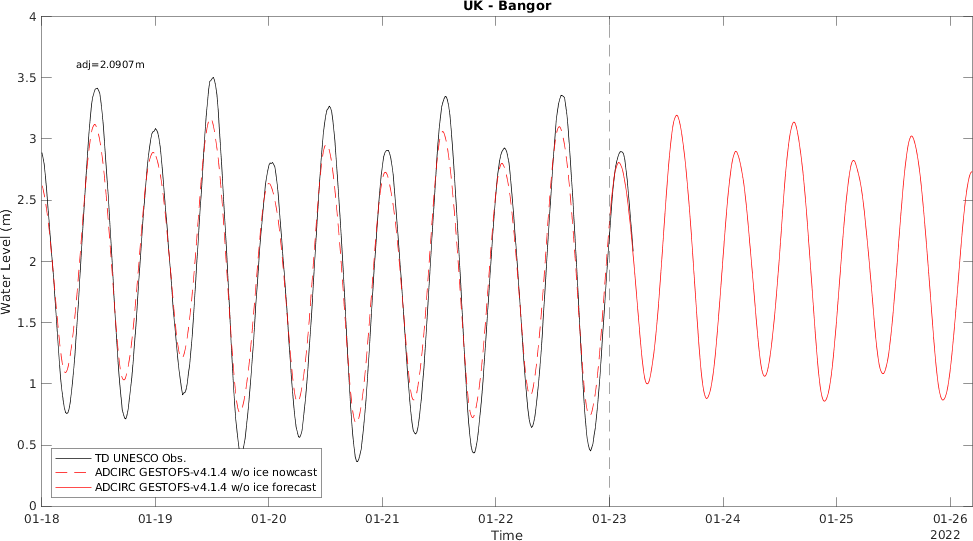 UK - Bangor
4
adj=2.0907m
3.5
3
2.5
2
1.5
1
0.5
0
Water Level (m)
TD UNESCO Obs.
ADCIRC GESTOFS-v4.1.4 w/o ice nowcast
ADCIRC GESTOFS-v4.1.4 w/o ice forecast
01-18 01-19 01-20 01-21 01-22 01-23 01-24 01-25 01-26
Time
2022